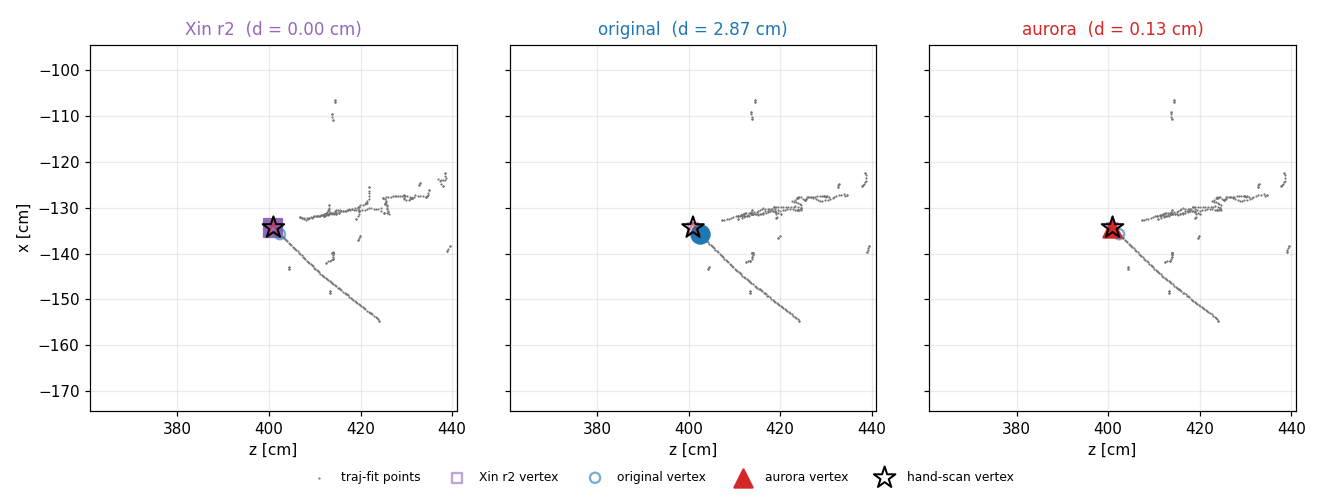 Xin r2  (d = 0.00 cm)
original  (d = 2.87 cm)
aurora  (d = 0.13 cm)
x [cm]
−100
−110
−120
−130
−140
−150
−160
−170
380 400 420 440
380 400 420 440
380 400 420 440
z [cm] z [cm] z [cm]
traj-fit points Xin r2 vertex original vertex aurora vertex hand-scan vertex